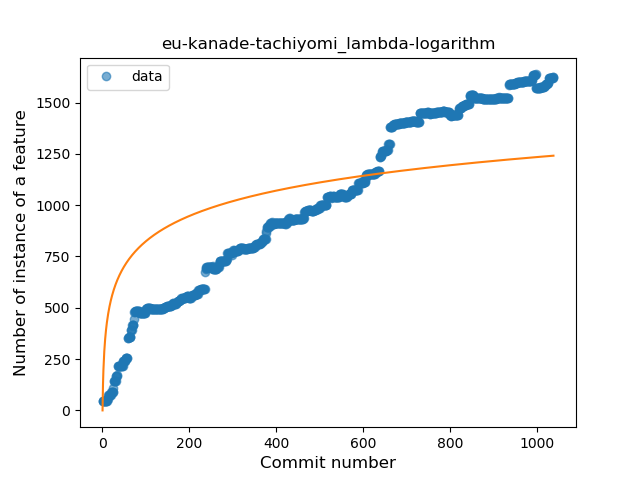 eu-kanade-tachiyomi_lambda-logarithm
data
Number of instance of a feature
1500
1250
1000
750
500
250
0
0 200 400 600 800 1000
Commit number